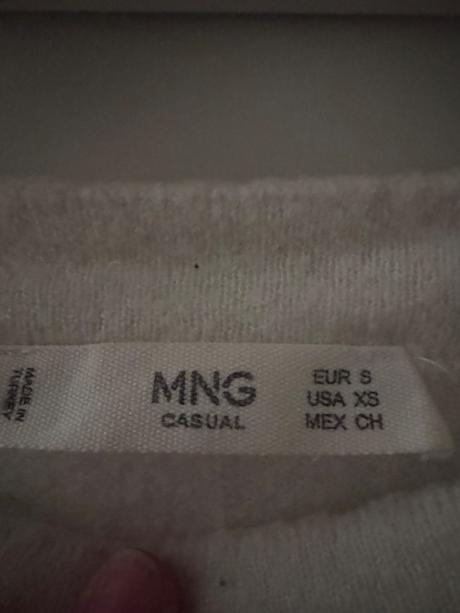 MADE IN
TURKEY
MNG
CASUAL
EUR S
USA XS
MEX CH